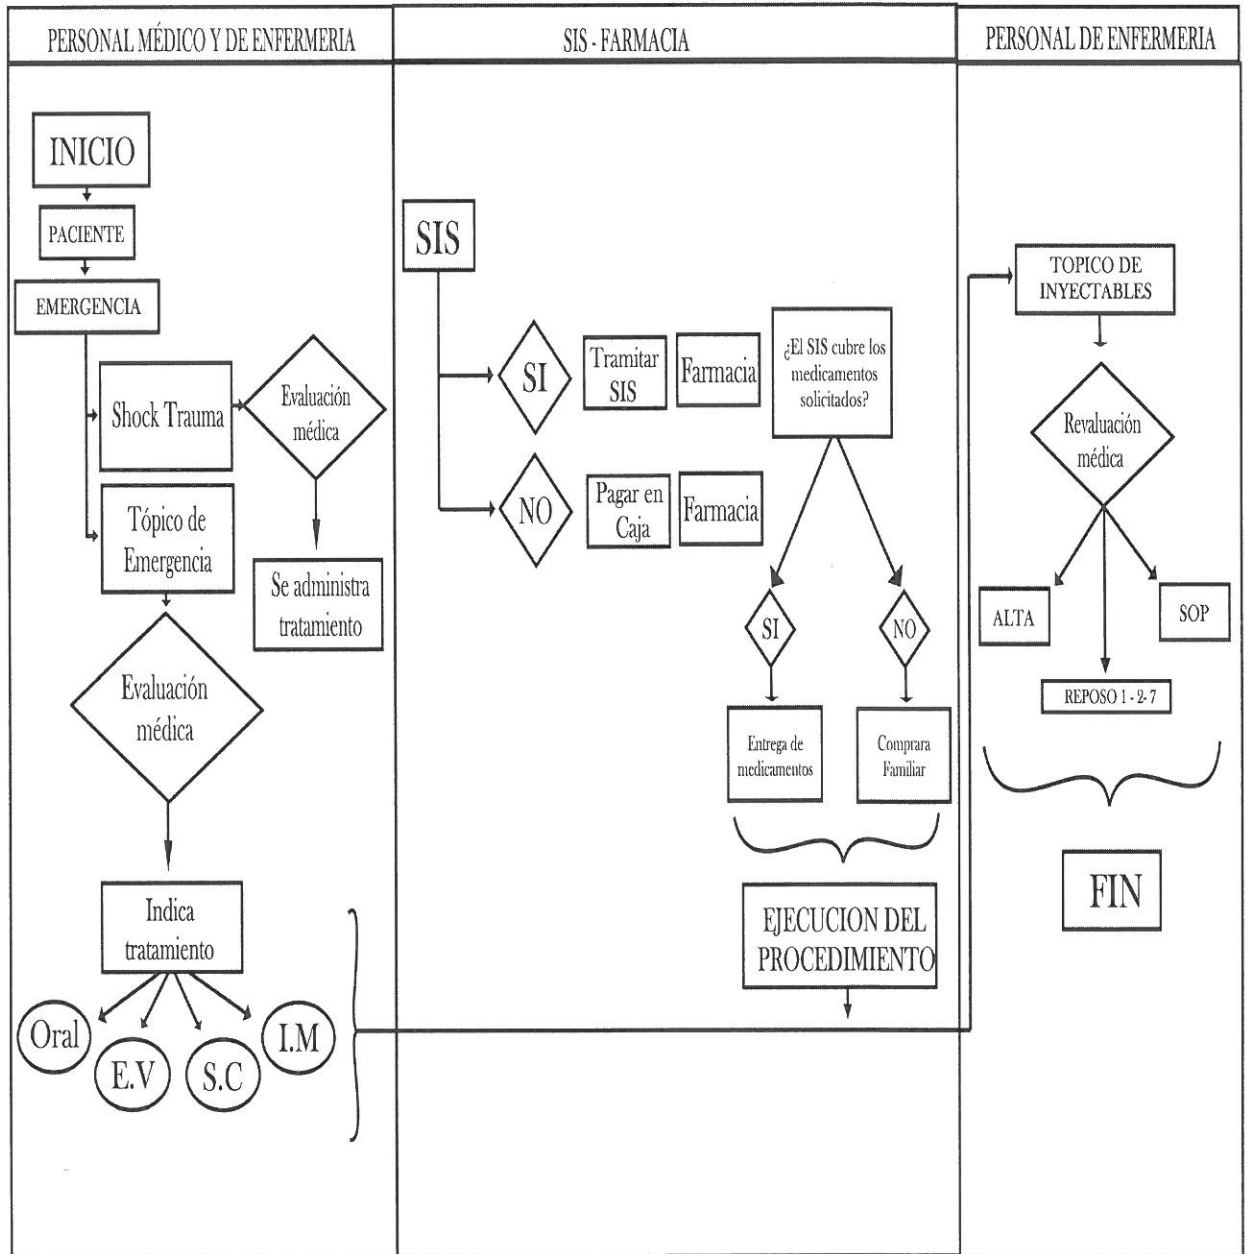 PERSONAL MÉDICO Y DE ENFERMERIA
SIS - FARMACIA
PERSONAL DE ENFERMERIA
INICIO
PACIENTE
EMERGENCIA
Shock Trauma
Evaluación
médica
Se administra
tratamiento
Tópico de
Emergencia
Evaluación
médica
Indica
tratamiento
Oral
E.V
S.C
I.M
SIS
SI
Tramitar
SIS
Farmacia
NO
Pagar en
Caja
Farmacia
¿El SIS cubre los
medicamentos
solicitados?
SI
NO
Entrega de
medicamentos
Comprara
Familiar
EJECUCION DEL
PROCEDIMIENTO
TOPICO DE
INYECTABLES
Revaluación
médica
ALTA
SOP
REPOSO 1 - 2- 7
FIN